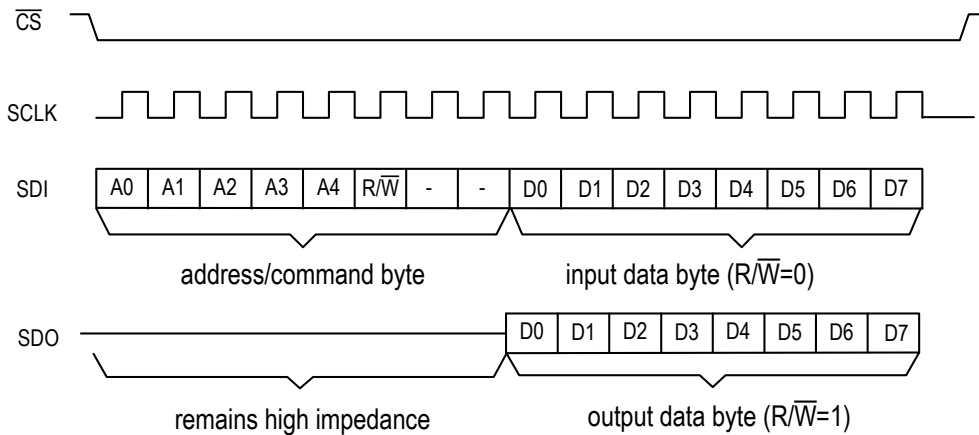 C̅S̅
SCLK
SDI A0 A1 A2 A3 A4 R/W̅ - - D0 D1 D2 D3 D4 D5 D6 D7
address/command byte input data byte (R/W̅=0)
SDO D0 D1 D2 D3 D4 D5 D6 D7
remains high impedance output data byte (R/W̅=1)